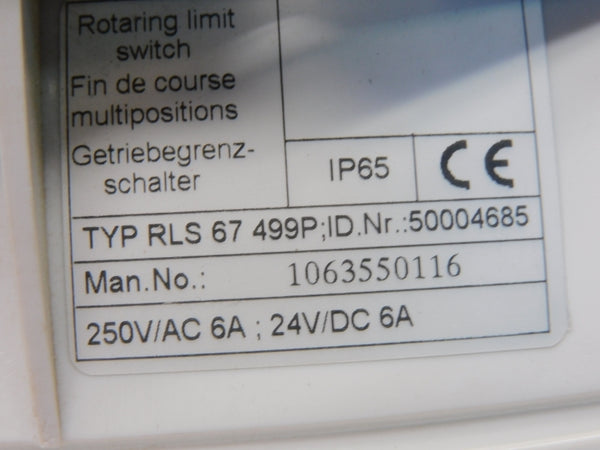 Rotaring limit
switch
Fin de course
multipositions
Getriebegrenz-
schalter
IP65 CE
TYP RLS 67 499P;ID.Nr.:50004685
Man.No.: 1063550116
250V/AC 6A ; 24V/DC 6A